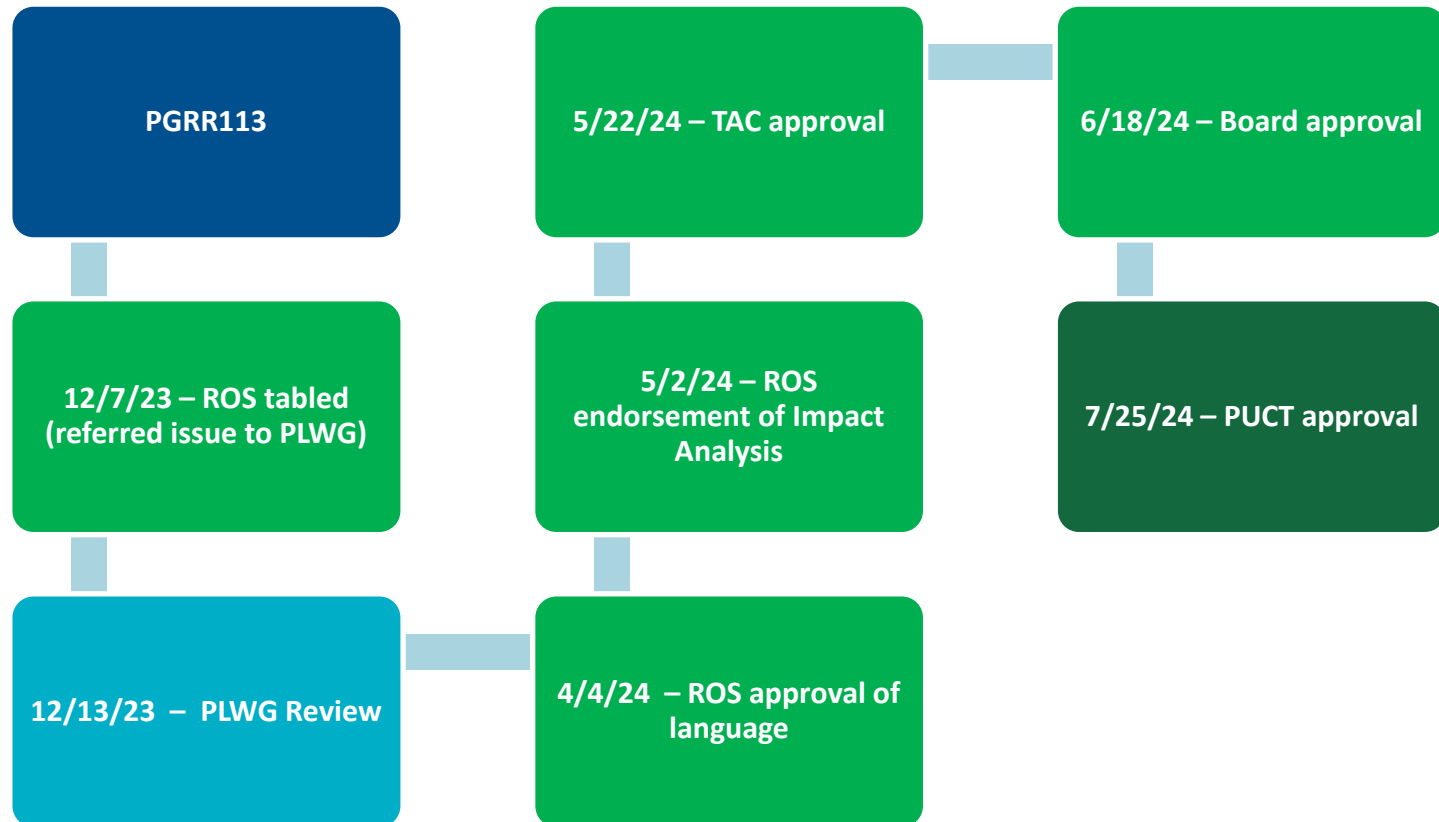 PGRR113
12/7/23 – ROS tabled
(referred issue to PLWG)
12/13/23 – PLWG Review
4/4/24 – ROS approval of
language
5/2/24 – ROS
endorsement of Impact
Analysis
5/22/24 – TAC approval
6/18/24 – Board approval
7/25/24 – PUCT approval